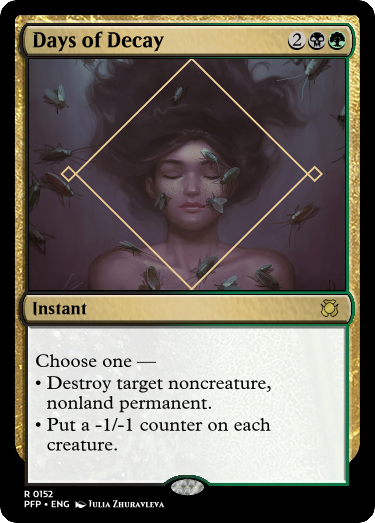 Days of Decay 2
Instant
Choose one —
• Destroy target noncreature,
nonland permanent.
• Put a -1/-1 counter on each
creature.
R 0152
PFP • ENG Julia Zhuravleva